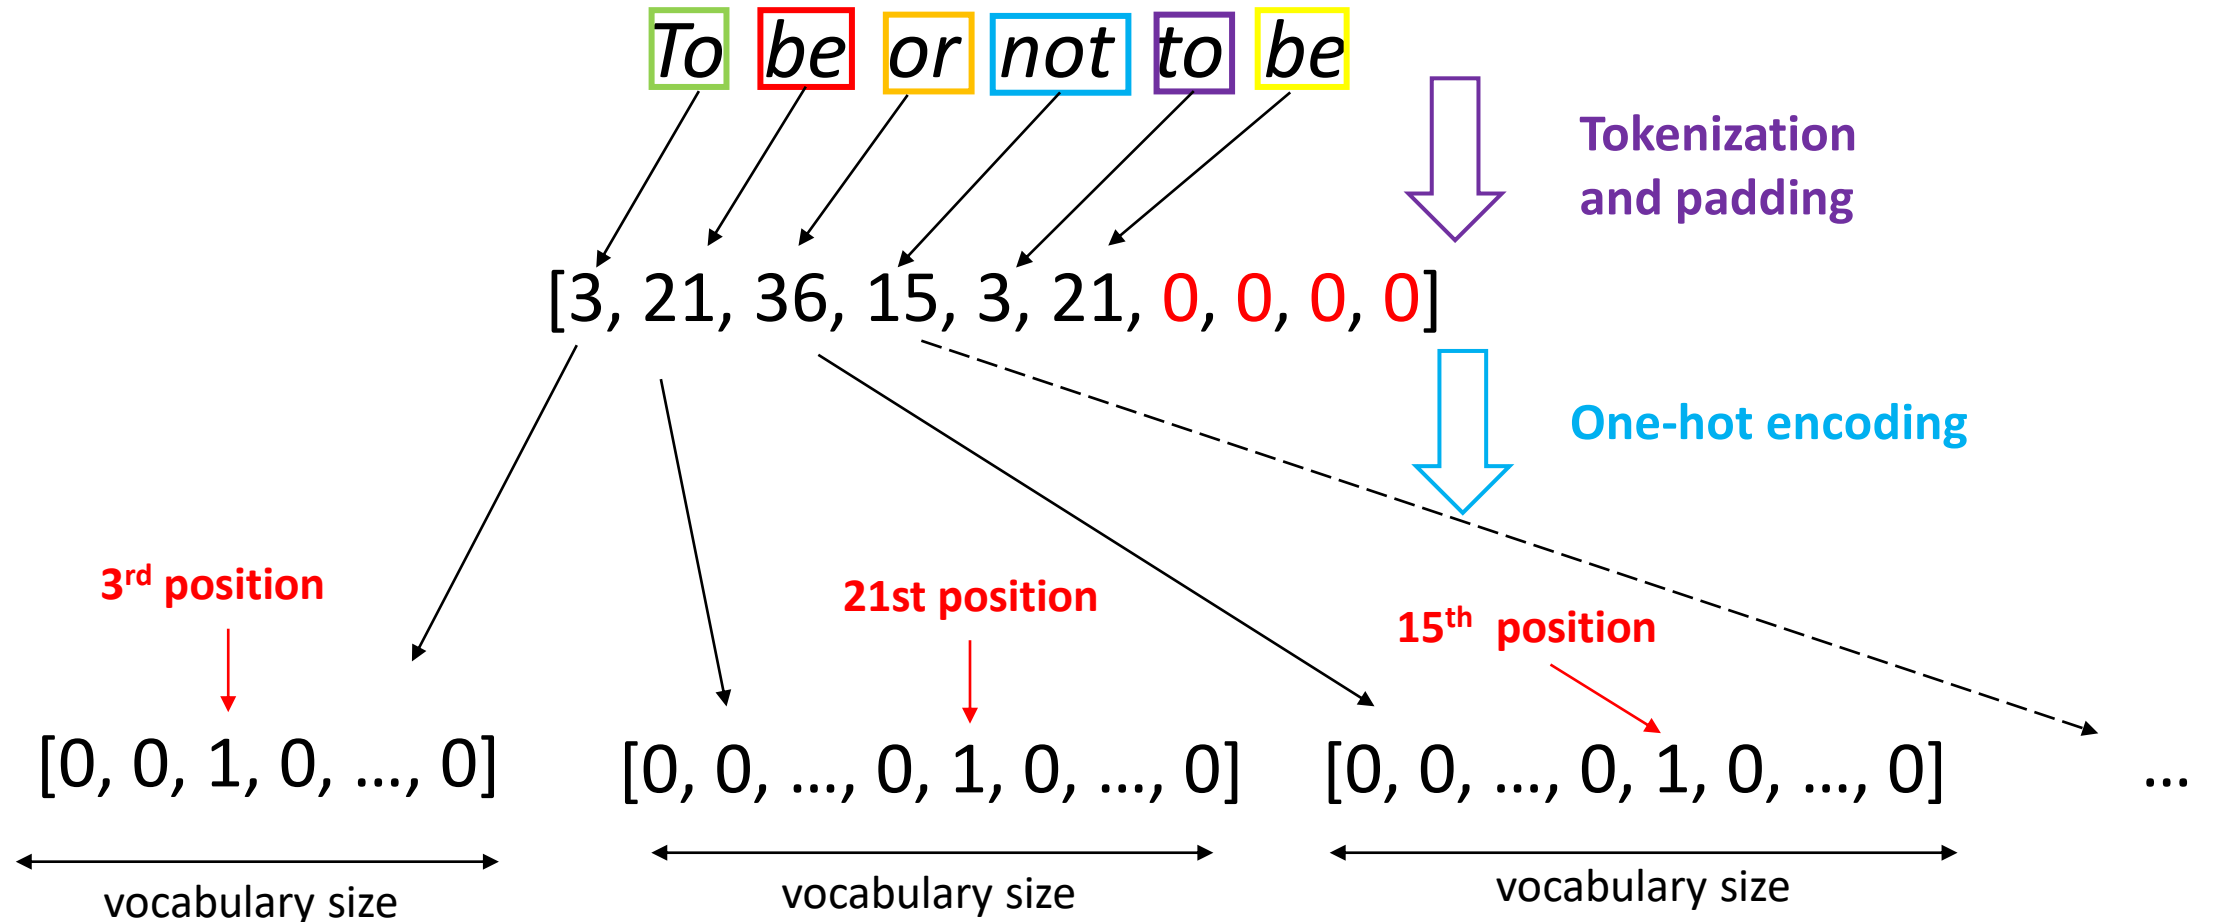 To be or not to be
Tokenization
and padding
[3, 21, 36, 15, 3, 21, 0, 0, 0, 0]
One-hot encoding
3rd position
21st position
15th position
[0, 0, 1, 0, ..., 0]
[0, 0, ..., 0, 1, 0, ..., 0]
[0, 0, ..., 0, 1, 0, ..., 0]
...
vocabulary size
vocabulary size
vocabulary size